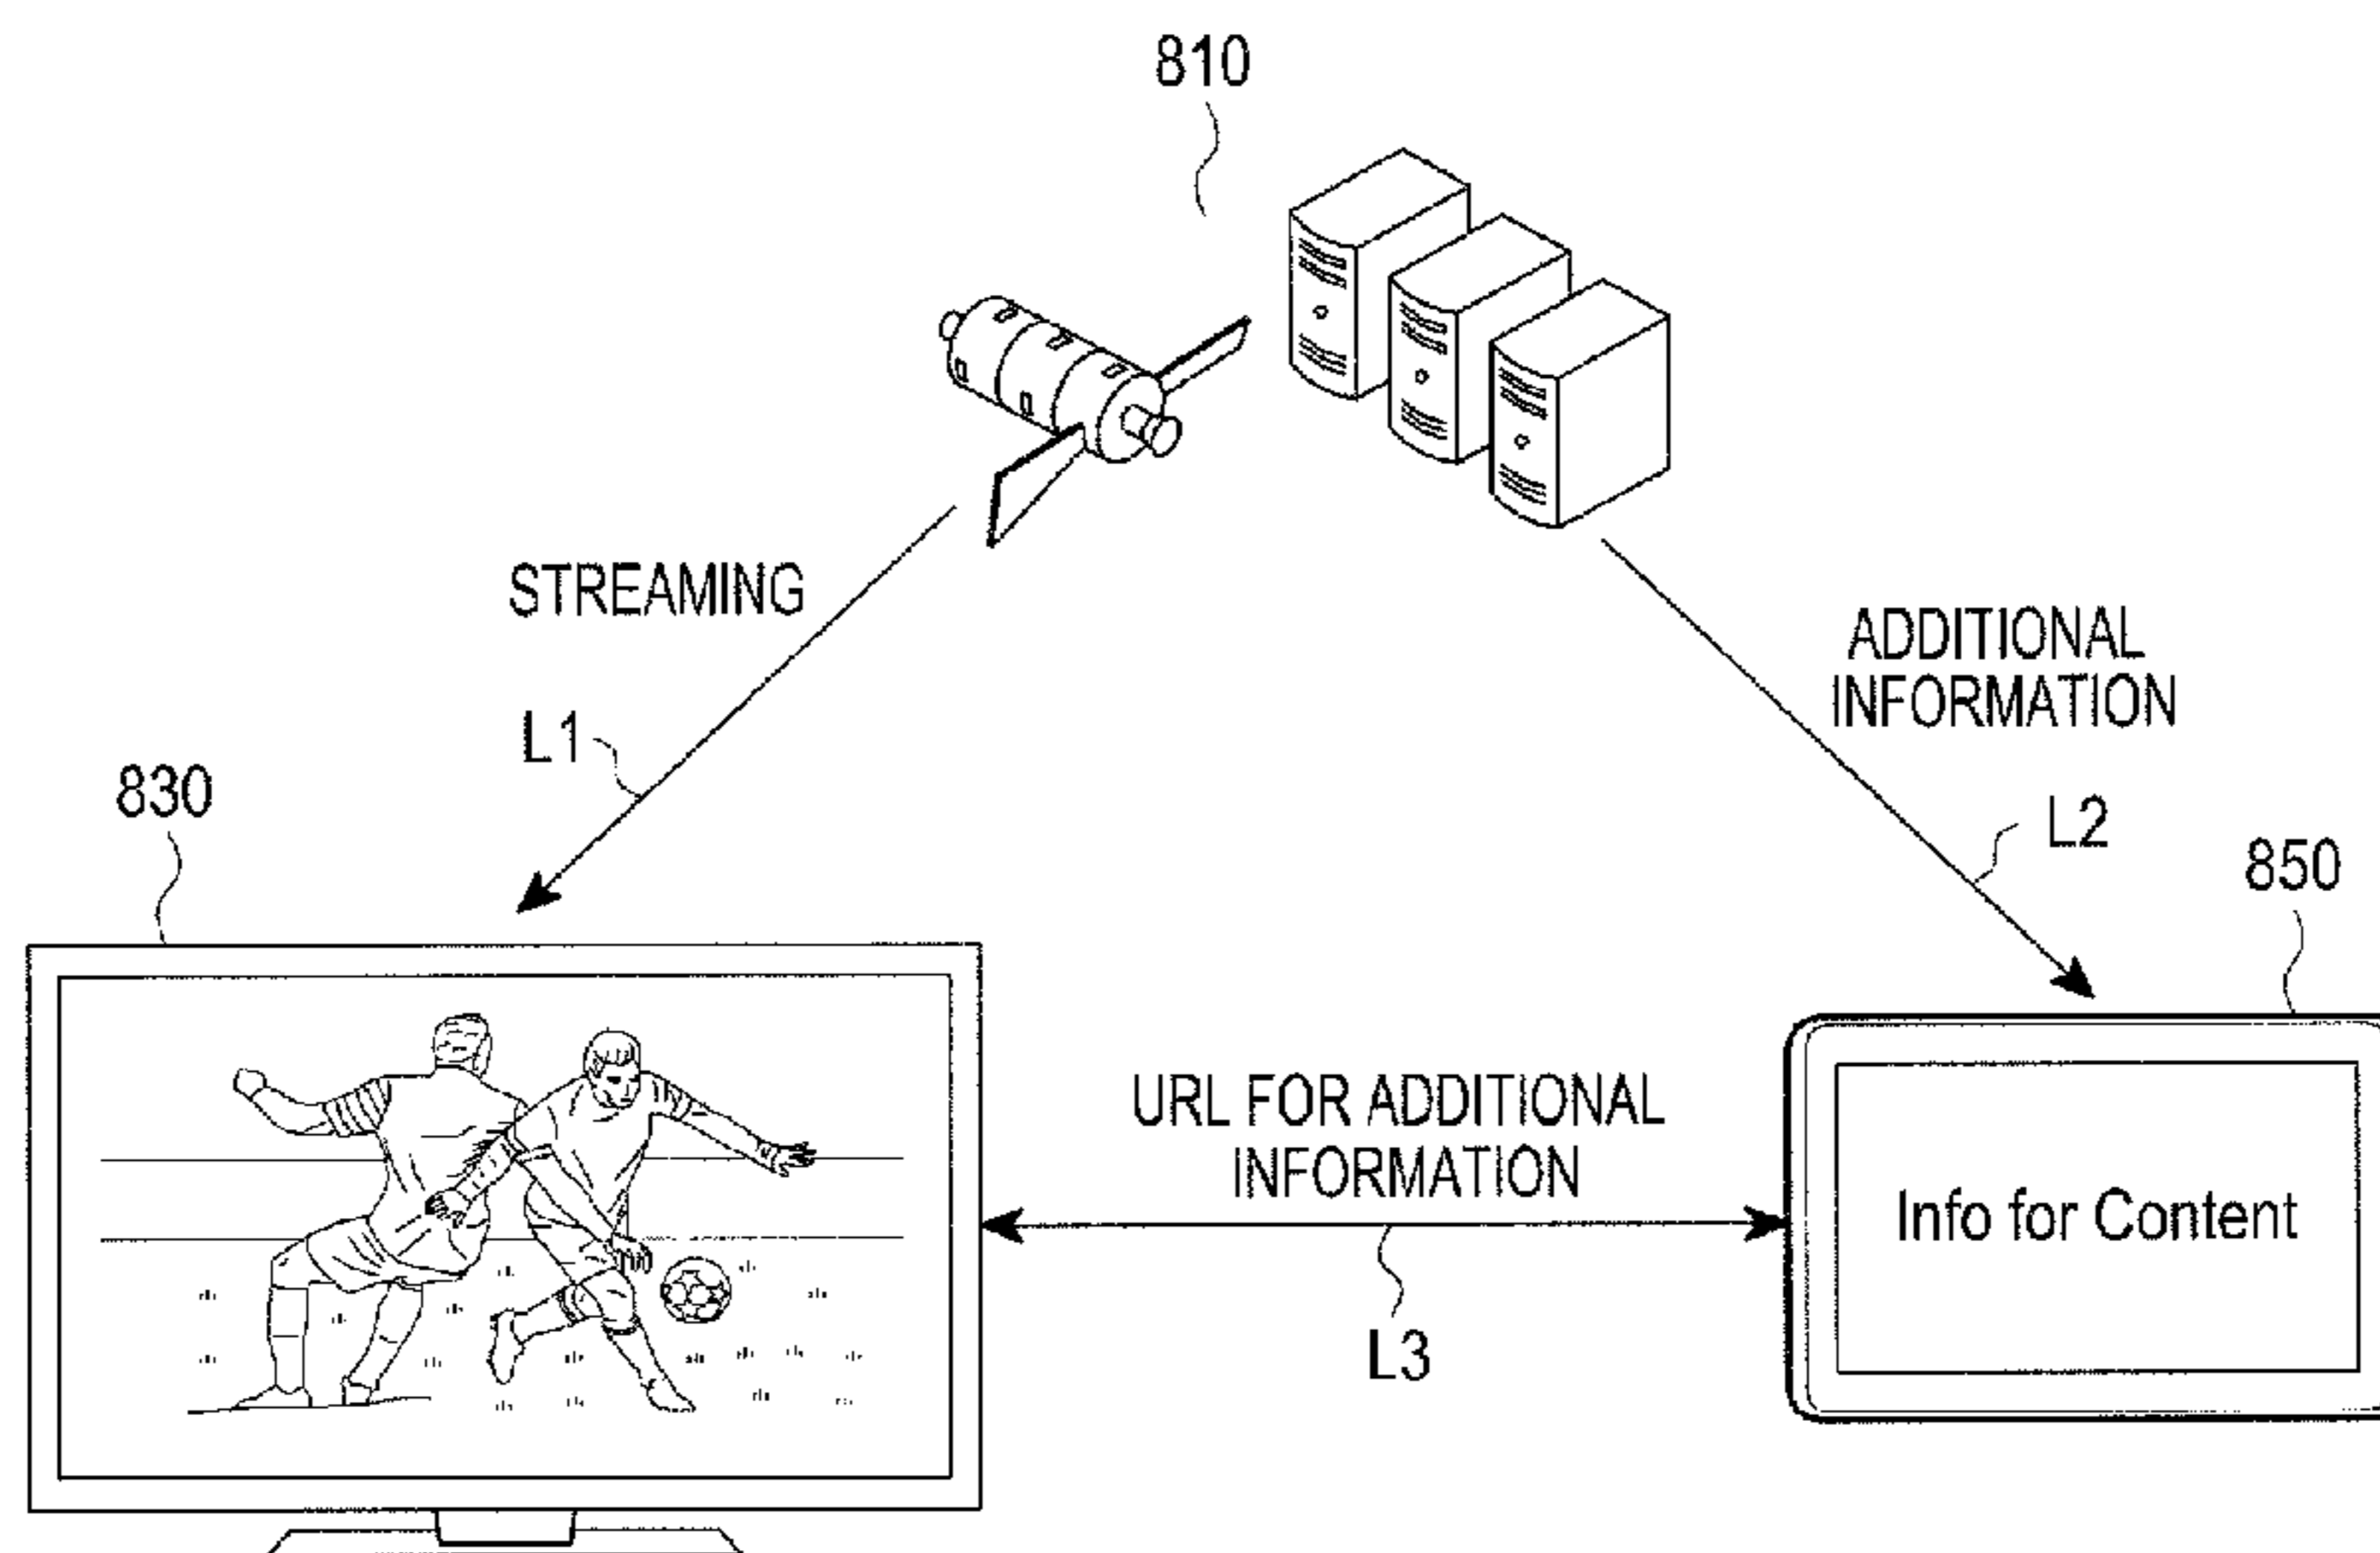 810
STREAMING
ADDITIONAL
INFORMATION
L1
830
L2
850
URL FOR ADDITIONAL
INFORMATION
Info for Content
L3